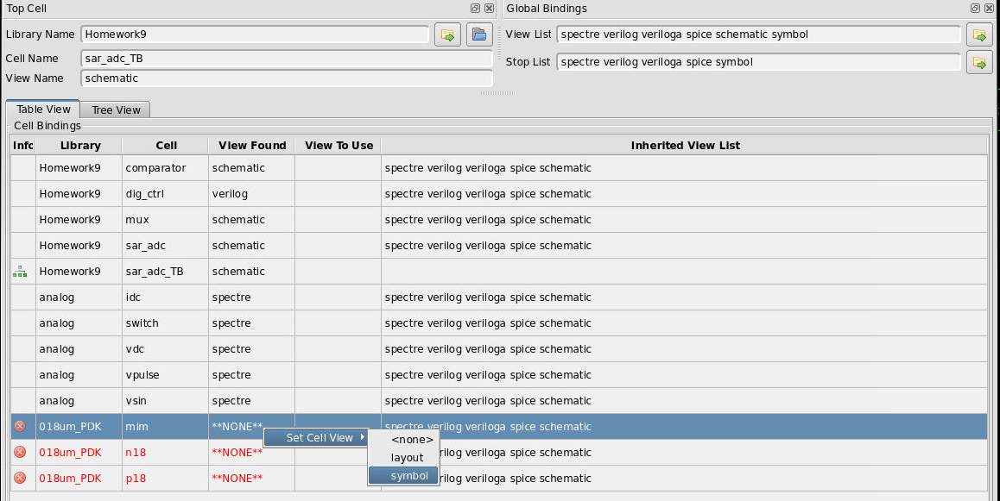 Top Cell
Global Bindings
Library Name Homework9
View List spectre verilog veriloga spice schematic symbol
Cell Name sar_adc_TB
Stop List spectre verilog veriloga spice symbol
View Name schematic
Table View Tree View
Cell Bindings
Info Library Cell View Found View To Use Inherited View List
Homework9 comparator schematic spectre verilog veriloga spice schematic
Homework9 dig_ctrl verilog spectre verilog veriloga spice schematic
Homework9 mux schematic spectre verilog veriloga spice schematic
Homework9 sar_adc schematic spectre verilog veriloga spice schematic
Homework9 sar_adc_TB schematic
analog idc spectre spectre verilog veriloga spice schematic
analog switch spectre spectre verilog veriloga spice schematic
analog vdc spectre spectre verilog veriloga spice schematic
analog vpulse spectre spectre verilog veriloga spice schematic
analog vsin spectre spectre verilog veriloga spice schematic
018um_PDK mim **NONE** spectre verilog veriloga spice schematic
Set Cell View
<none>
layout
symbol
018um_PDK n18 **NONE** rilog veriloga spice schematic
018um_PDK p18 **NONE** rilog veriloga spice schematic